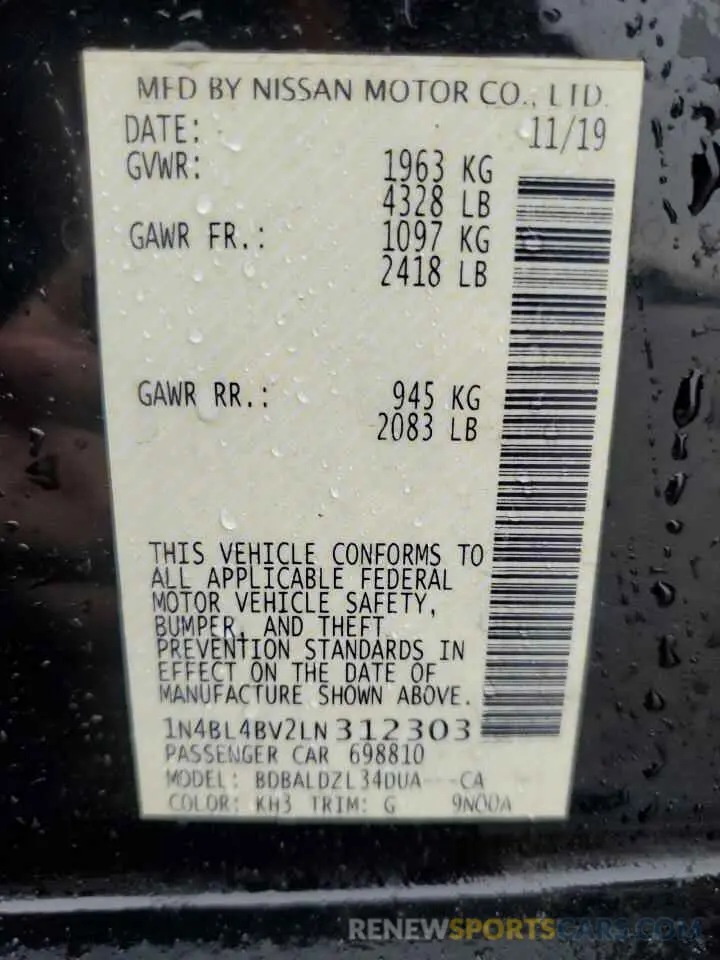 MFD BY NISSAN MOTOR CO., LTD.
DATE: 11/19
GVWR: 1963 KG
4328 LB
GAWR FR.: 1097 KG
2418 LB
GAWR RR.: 945 KG
2083 LB
THIS VEHICLE CONFORMS TO
ALL APPLICABLE FEDERAL
MOTOR VEHICLE SAFETY,
BUMPER, AND THEFT
PREVENTION STANDARDS IN
EFFECT ON THE DATE OF
MANUFACTURE SHOWN ABOVE.
1N4BL4BV2LN312303
PASSENGER CAR 698810
MODEL: BDBALDZL34DUA---CA
COLOR: KH3 TRIM: G 9N00A
RENEWSPORTSCAR.COM